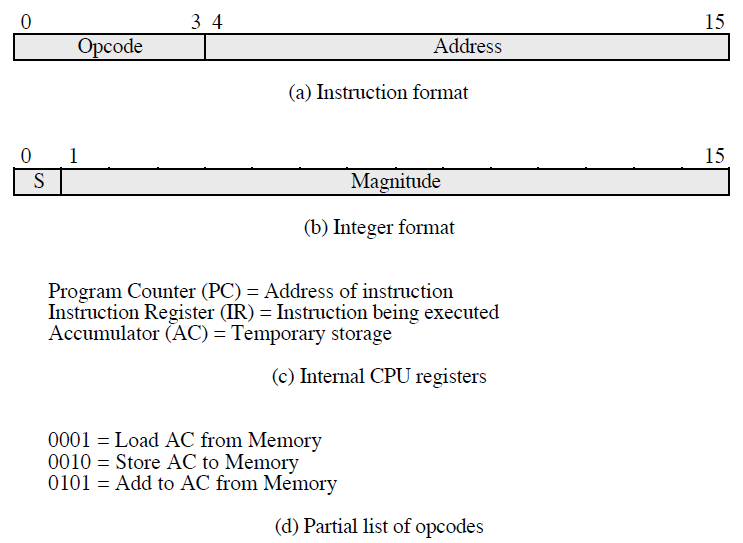 0 3 4 15
Opcode Address
(a) Instruction format
0 1 15
S Magnitude
(b) Integer format
Program Counter (PC) = Address of instruction
Instruction Register (IR) = Instruction being executed
Accumulator (AC) = Temporary storage
(c) Internal CPU registers
0001 = Load AC from Memory
0010 = Store AC to Memory
0101 = Add to AC from Memory
(d) Partial list of opcodes